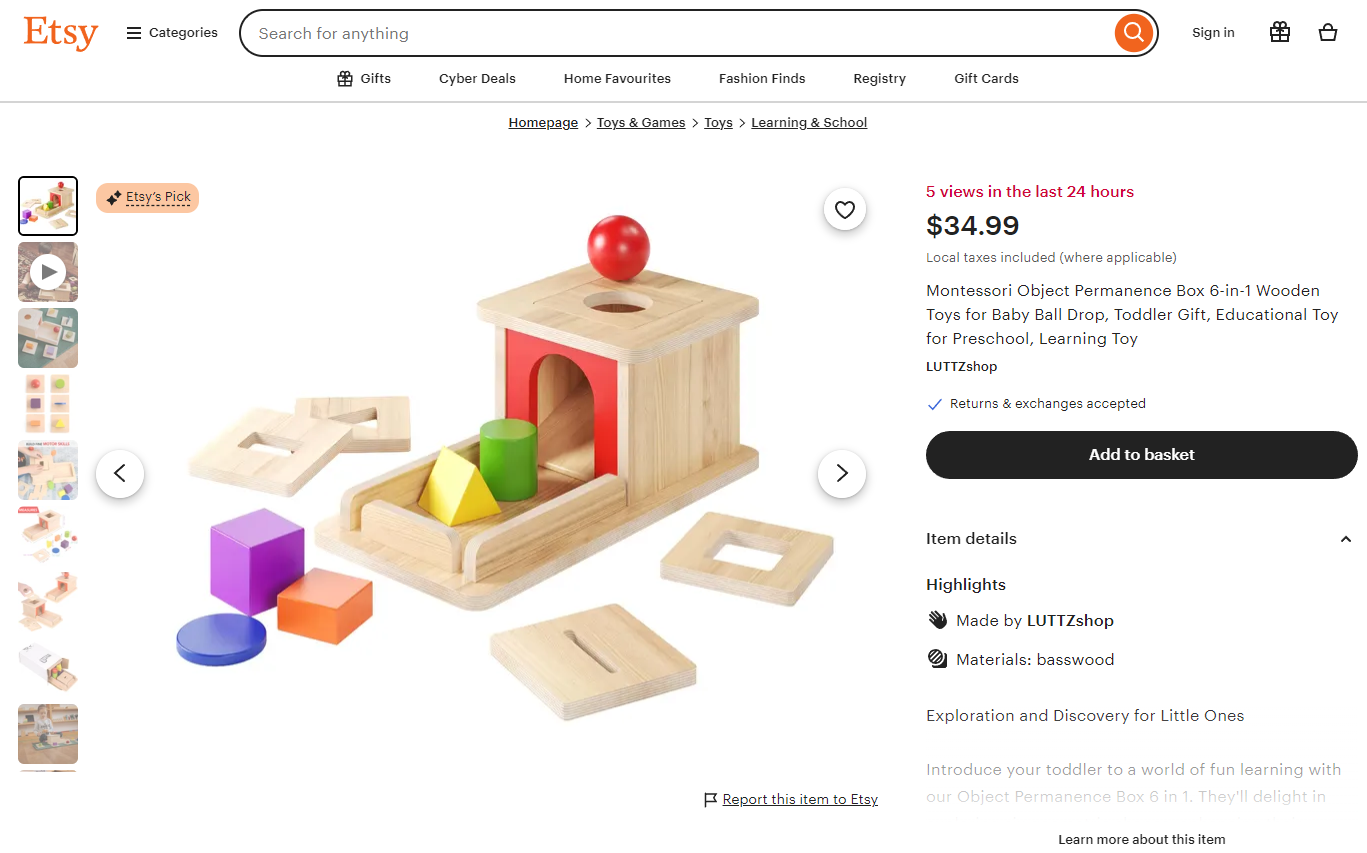 Etsy
Categories
Search for anything
Sign in
Gifts
Cyber Deals
Home Favourites
Fashion Finds
Registry
Gift Cards
Homepage > Toys & Games > Toys > Learning & School
Etsy's Pick
5 views in the last 24 hours
$34.99
Local taxes included (where applicable)
Montessori Object Permanence Box 6-in-1 Wooden
Toys for Baby Ball Drop, Toddler Gift, Educational Toy
for Preschool, Learning Toy
LUTTZshop
Returns & exchanges accepted
Add to basket
Item details
Highlights
Made by LUTTZshop
Materials: basswood
Exploration and Discovery for Little Ones
Introduce your toddler to a world of fun learning with
our Object Permanence Box 6 in 1. They'll delight in
Learn more about this item
Report this item to Etsy